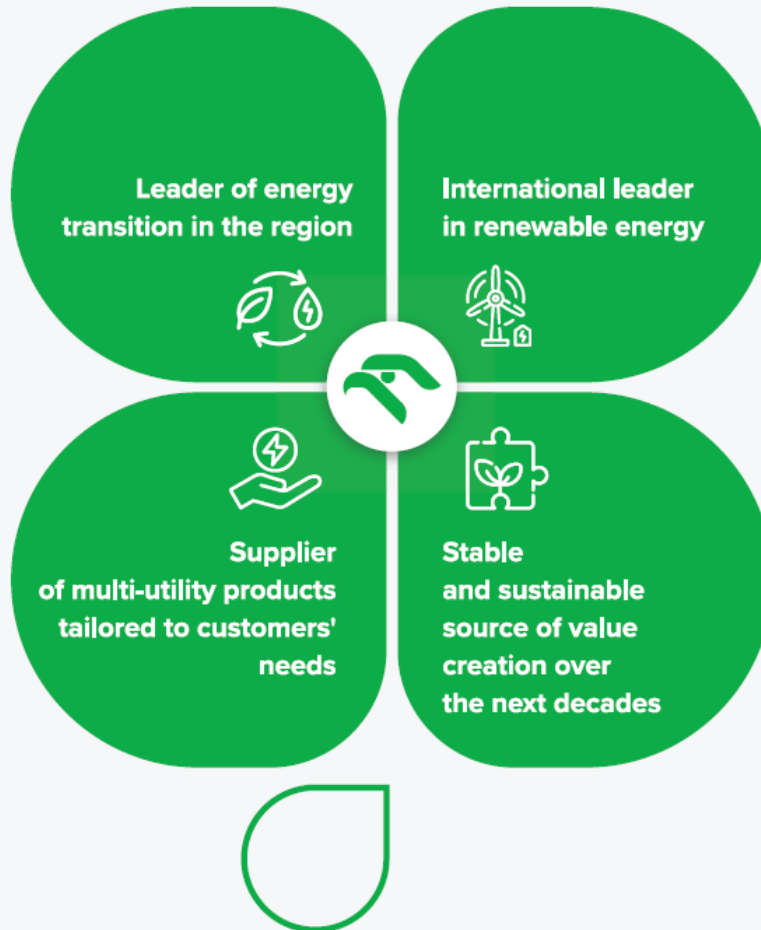 Leader of energy
transition in the region
International leader
in renewable energy
Supplier
of multi-utility products
tailored to customers'
needs
Stable
and sustainable
source of value
creation over
the next decades